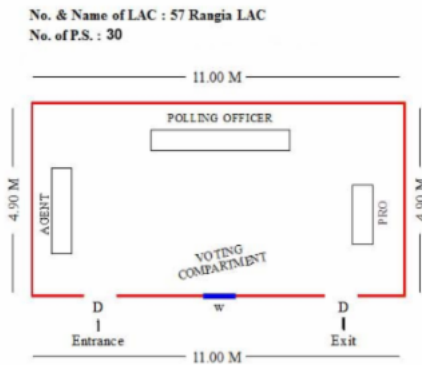 No. & Name of LAC : 57 Rangia LAC
No. of P.S. : 30
11.00 M
POLLING OFFICER
4.90 M
AGENT
PRO
4.90 M
VOTING
COMPARTMENT
D
W
D
Entrance
Exit
11.00 M